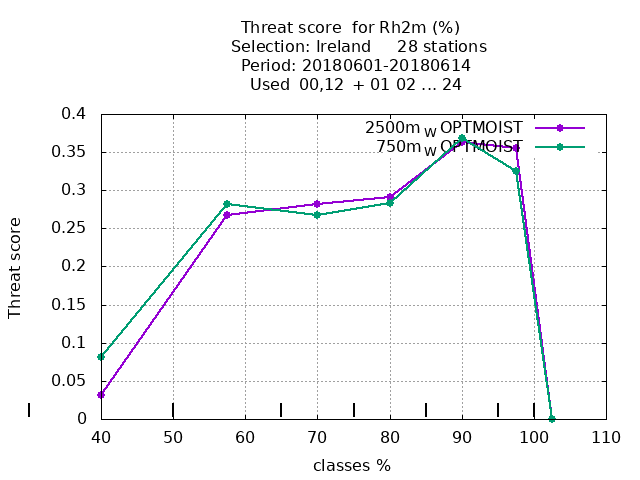 Threat score  for Rh2m (%)
Selection: Ireland     28 stations
Period: 20180601-20180614
Used  00,12  + 01 02 ... 24
2500m W OPTMOIST
750m W OPTMOIST
0.4
0.35
0.3
0.25
0.2
0.15
0.1
0.05
0
Threat score
40 50 60 70 80 90 100 110
classes %